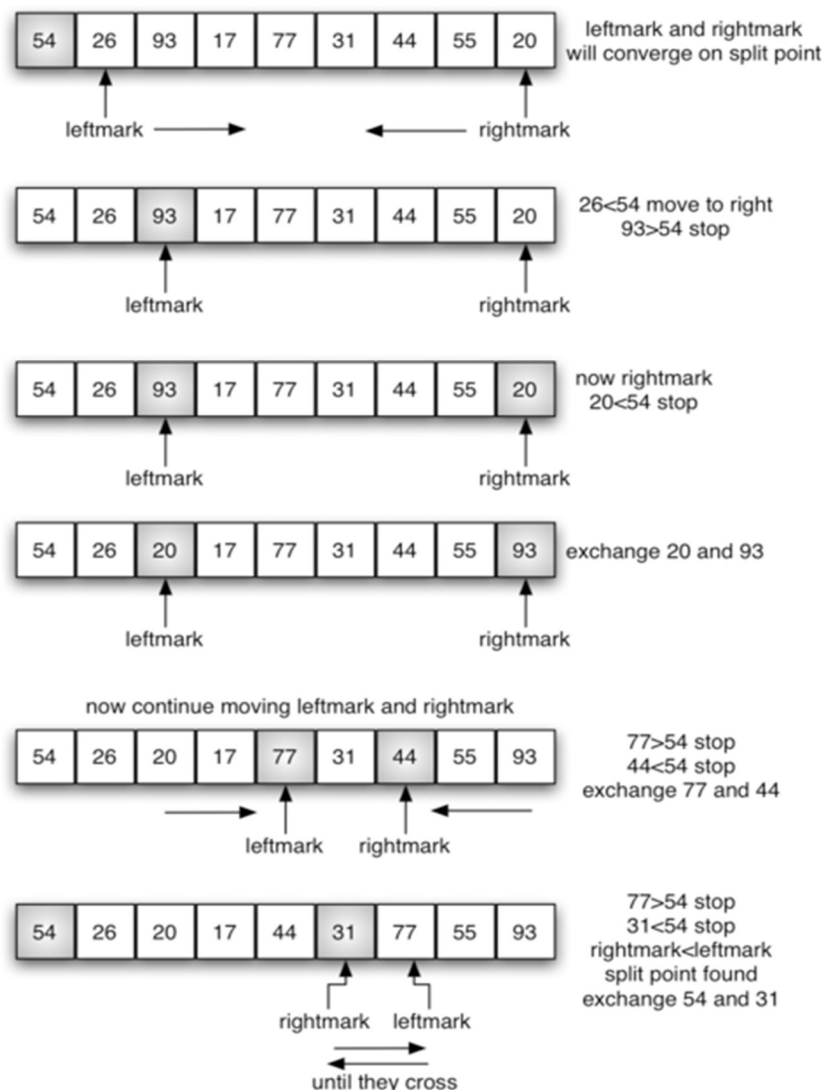 54 26 93 17 77 31 44 55 20
leftmark and rightmark
will converge on split point
leftmark rightmark
54 26 93 17 77 31 44 55 20
26<54 move to right
93>54 stop
leftmark rightmark
54 26 93 17 77 31 44 55 20
now rightmark
20<54 stop
leftmark rightmark
54 26 20 17 77 31 44 55 93
exchange 20 and 93
leftmark rightmark
now continue moving leftmark and rightmark
54 26 20 17 77 31 44 55 93
77>54 stop
44<54 stop
exchange 77 and 44
leftmark rightmark
54 26 20 17 44 31 77 55 93
77>54 stop
31<54 stop
rightmark<leftmark
split point found
exchange 54 and 31
rightmark leftmark
until they cross